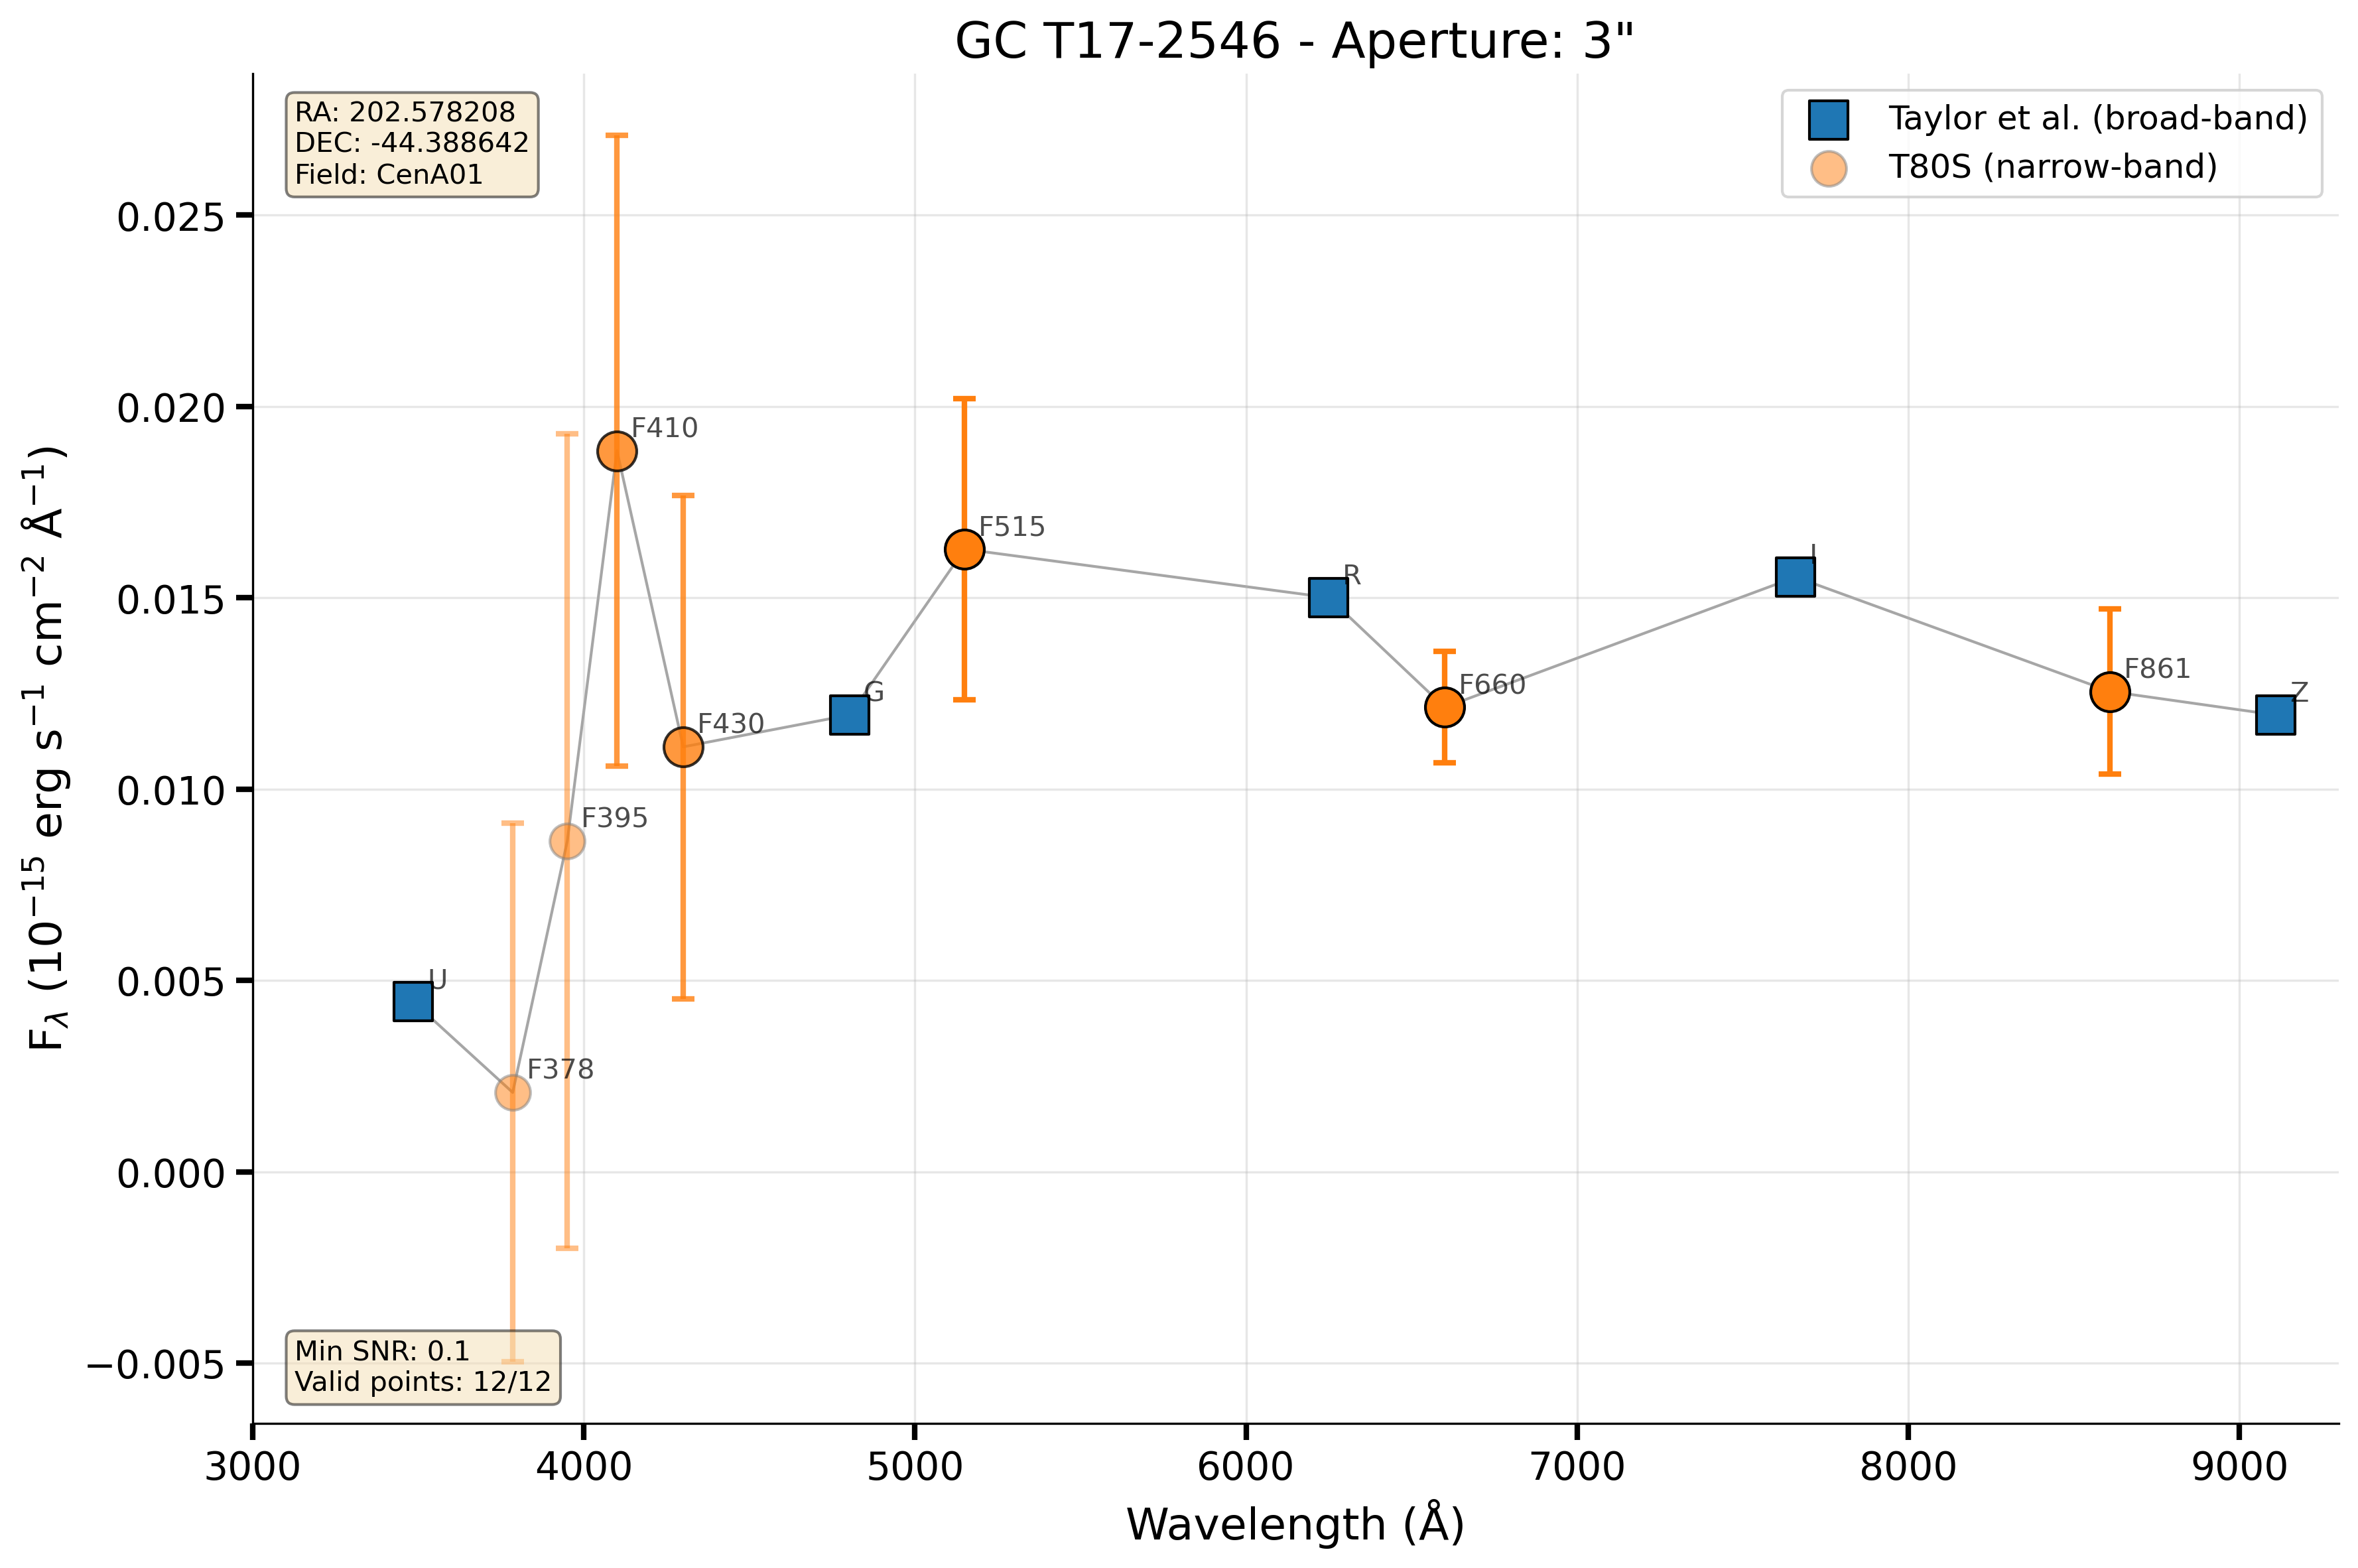 GC T17-2546 - Aperture: 3"
RA: 202.578208
DEC: -44.388642
Field: CenA01
Taylor et al. (broad-band)
T80S (narrow-band)
F_λ (10⁻¹⁵ erg s⁻¹ cm⁻² Å⁻¹)
0.025
0.020
0.015
0.010
0.005
0.000
−0.005
U
F378
F395
F410
F430
G
F515
R
F660
I
F861
Z
Min SNR: 0.1
Valid points: 12/12
3000 4000 5000 6000 7000 8000 9000
Wavelength (Å)